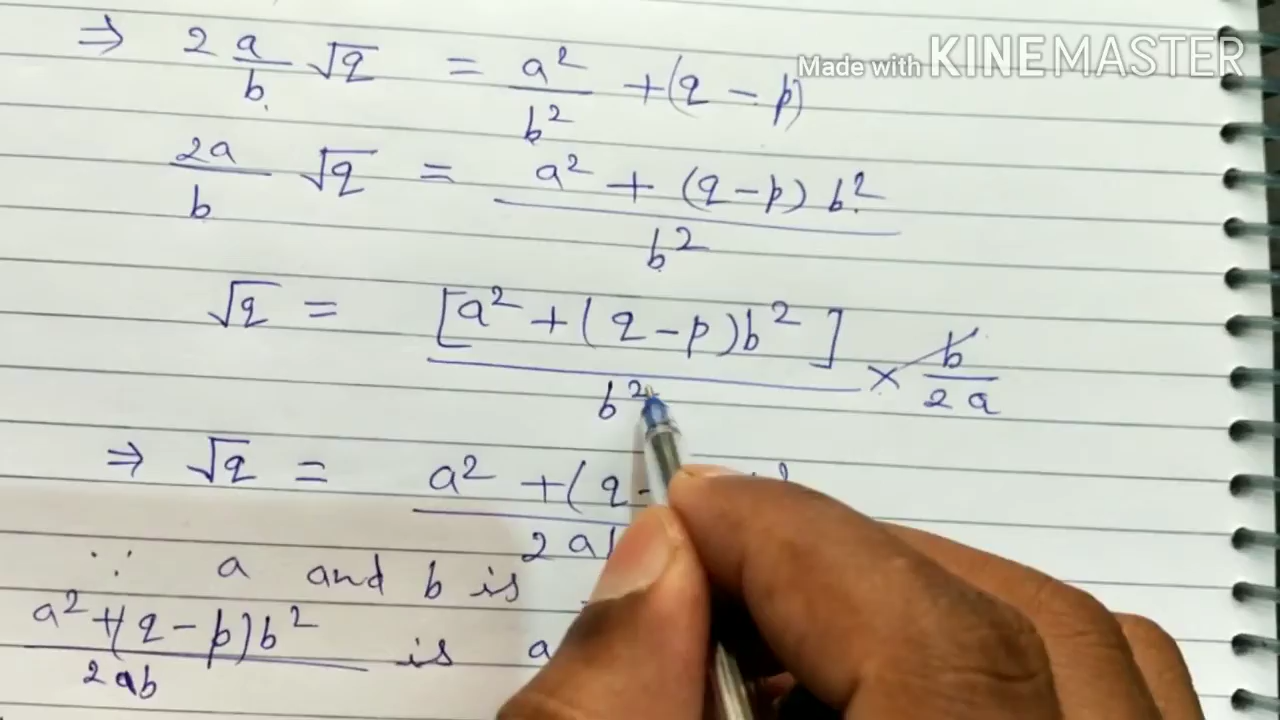 ⇒ 2 a/b √q = a²/b² + (q - p)
Made with KINEMASTER
2a/b √q = a² + (q - p) b² / b²
√q = [a² + (q - p) b²] / b² × b/2a
⇒ √q = a² + (q - / 2a
∵ a and b is
a² + (q - p) b² / 2ab is a